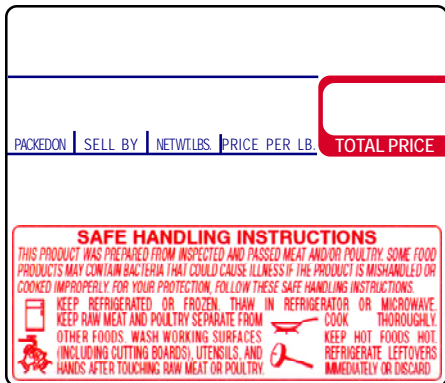 PACKEDON SELL BY NETWT.LBS. PRICE PER LB. TOTAL PRICE
SAFE HANDLING INSTRUCTIONS
THIS PRODUCT WAS PREPARED FROM INSPECTED AND PASSED MEAT AND/OR POULTRY. SOME FOOD
PRODUCTS MAY CONTAIN BACTERIA THAT COULD CAUSE ILLNESS IF THE PRODUCT IS MISHANDLED OR
COOKED IMPROPERLY. FOR YOUR PROTECTION, FOLLOW THESE SAFE HANDLING INSTRUCTIONS.
KEEP REFRIGERATED OR FROZEN. THAW IN REFRIGERATOR OR MICROWAVE.
KEEP RAW MEAT AND POULTRY SEPARATE FROM
OTHER FOODS. WASH WORKING SURFACES
(INCLUDING CUTTING BOARDS), UTENSILS, AND
HANDS AFTER TOUCHING RAW MEAT OR POULTRY.
COOK THOROUGHLY.
KEEP HOT FOODS HOT.
REFRIGERATE LEFTOVERS
IMMEDIATELY OR DISCARD